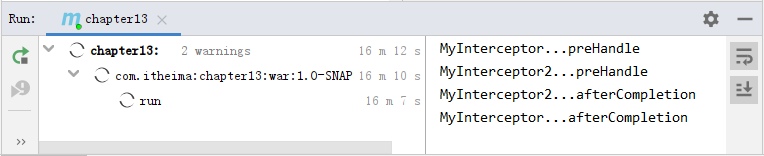 Run: chapter13
chapter13: 2 warnings 16 m 12 s
com.itheima:chapter13:war:1.0-SNAP 16 m 10 s
run 16 m 7 s
MyInterceptor...preHandle
MyInterceptor2...preHandle
MyInterceptor2...afterCompletion
MyInterceptor...afterCompletion